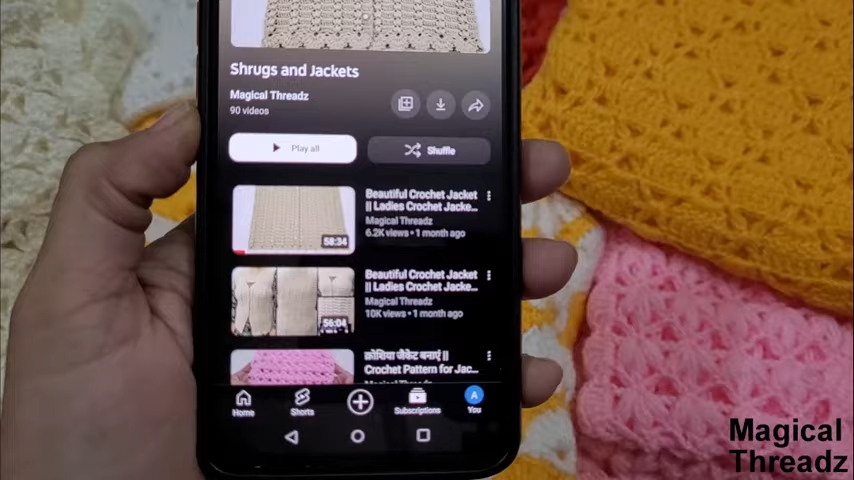 Shrugs and Jackets
Magical Threadz
90 videos
Play all
Shuffle
Beautiful Crochet Jacket
|| Ladies Crochet Jacke...
Magical Threadz
6.2K views • 1 month ago
58:34
Beautiful Crochet Jacket
|| Ladies Crochet Jacke...
Magical Threadz
10K views • 1 month ago
56:04
क्रोशिया जैकेट बनाएं ||
Crochet Pattern for Jac...
Magical Threadz
Home
Shorts
Subscriptions
A
You
Magical
Threadz